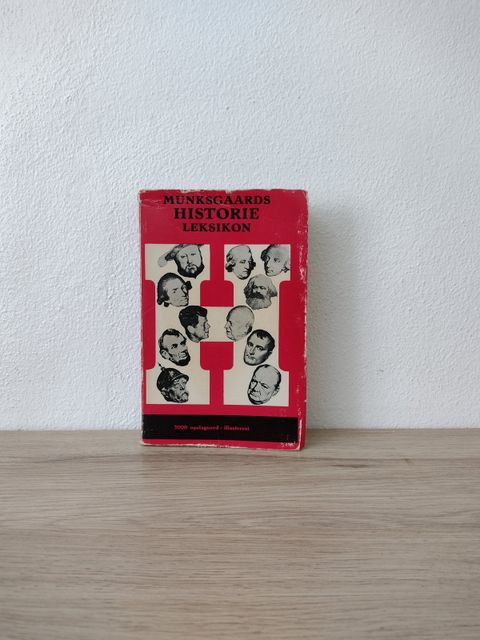 MUNKSGAARDS
HISTORIE
LEKSIKON
5000 opslagsord · illustreret